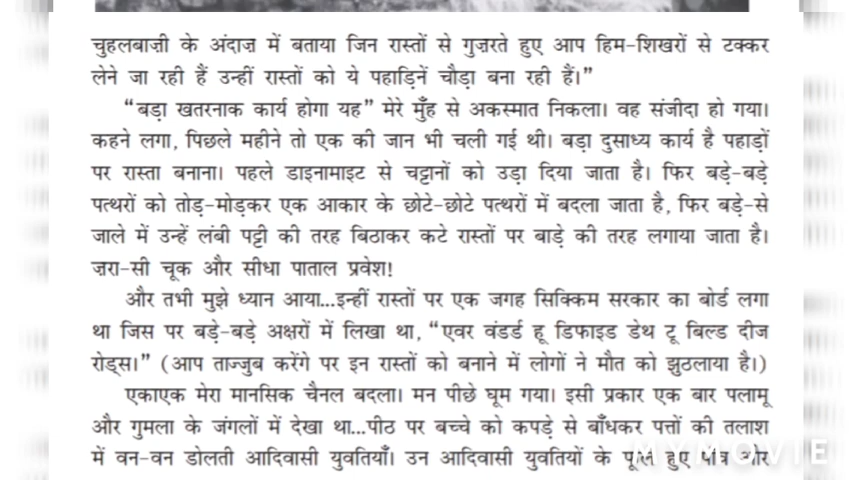 चुहलबाज़ी के अंदाज़ में बताया जिन रास्तों से गुज़रते हुए आप हिम-शिखरों से टक्कर
लेने जा रही हैं उन्हीं रास्तों को ये पहाड़िनें चौड़ा बना रही हैं।”
“बड़ा खतरनाक कार्य होगा यह” मेरे मुँह से अकस्मात निकला। वह संजीदा हो गया।
कहने लगा, पिछले महीने तो एक की जान भी चली गई थी। बड़ा दुसाध्य कार्य है पहाड़ों
पर रास्ता बनाना। पहले डाइनामाइट से चट्टानों को उड़ा दिया जाता है। फिर बड़े-बड़े
पत्थरों को तोड़-मोड़कर एक आकार के छोटे-छोटे पत्थरों में बदला जाता है, फिर बड़े-से
जाले में उन्हें लंबी पट्टी की तरह बिठाकर कटे रास्तों पर बाड़े की तरह लगाया जाता है।
ज़रा-सी चूक और सीधा पाताल प्रवेश!
और तभी मुझे ध्यान आया...इन्हीं रास्तों पर एक जगह सिक्किम सरकार का बोर्ड लगा
था जिस पर बड़े-बड़े अक्षरों में लिखा था, “एवर वंडर्ड हू डिफाइड डेथ टू बिल्ड दीज
रोड्स।” (आप ताज्जुब करेंगे पर इन रास्तों को बनाने में लोगों ने मौत को झुठलाया है।)
एकाएक मेरा मानसिक चैनल बदला। मन पीछे घूम गया। इसी प्रकार एक बार पलामू
और गुमला के जंगलों में देखा था...पीठ पर बच्चे को कपड़े से बाँधकर पत्तों की तलाश
में वन-वन डोलती आदिवासी युवतियाँ। उन आदिवासी युवतियों के फूले हुए पाँव और
MYMOVIE